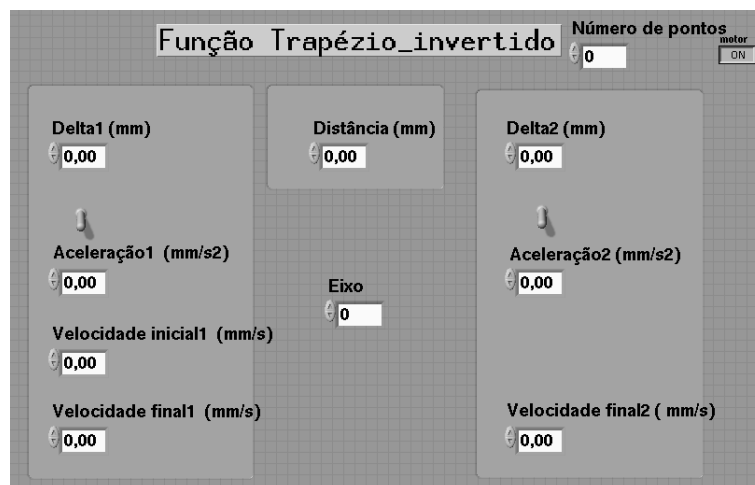 Função Trapézio_invertido
Número de pontos
0
motor
ON
Delta1 (mm)
0,00
Distância (mm)
0,00
Delta2 (mm)
0,00
Aceleração1 (mm/s2)
0,00
Aceleração2 (mm/s2)
0,00
Eixo
0
Velocidade inicial1 (mm/s)
0,00
Velocidade final1 (mm/s)
0,00
Velocidade final2 ( mm/s)
0,00